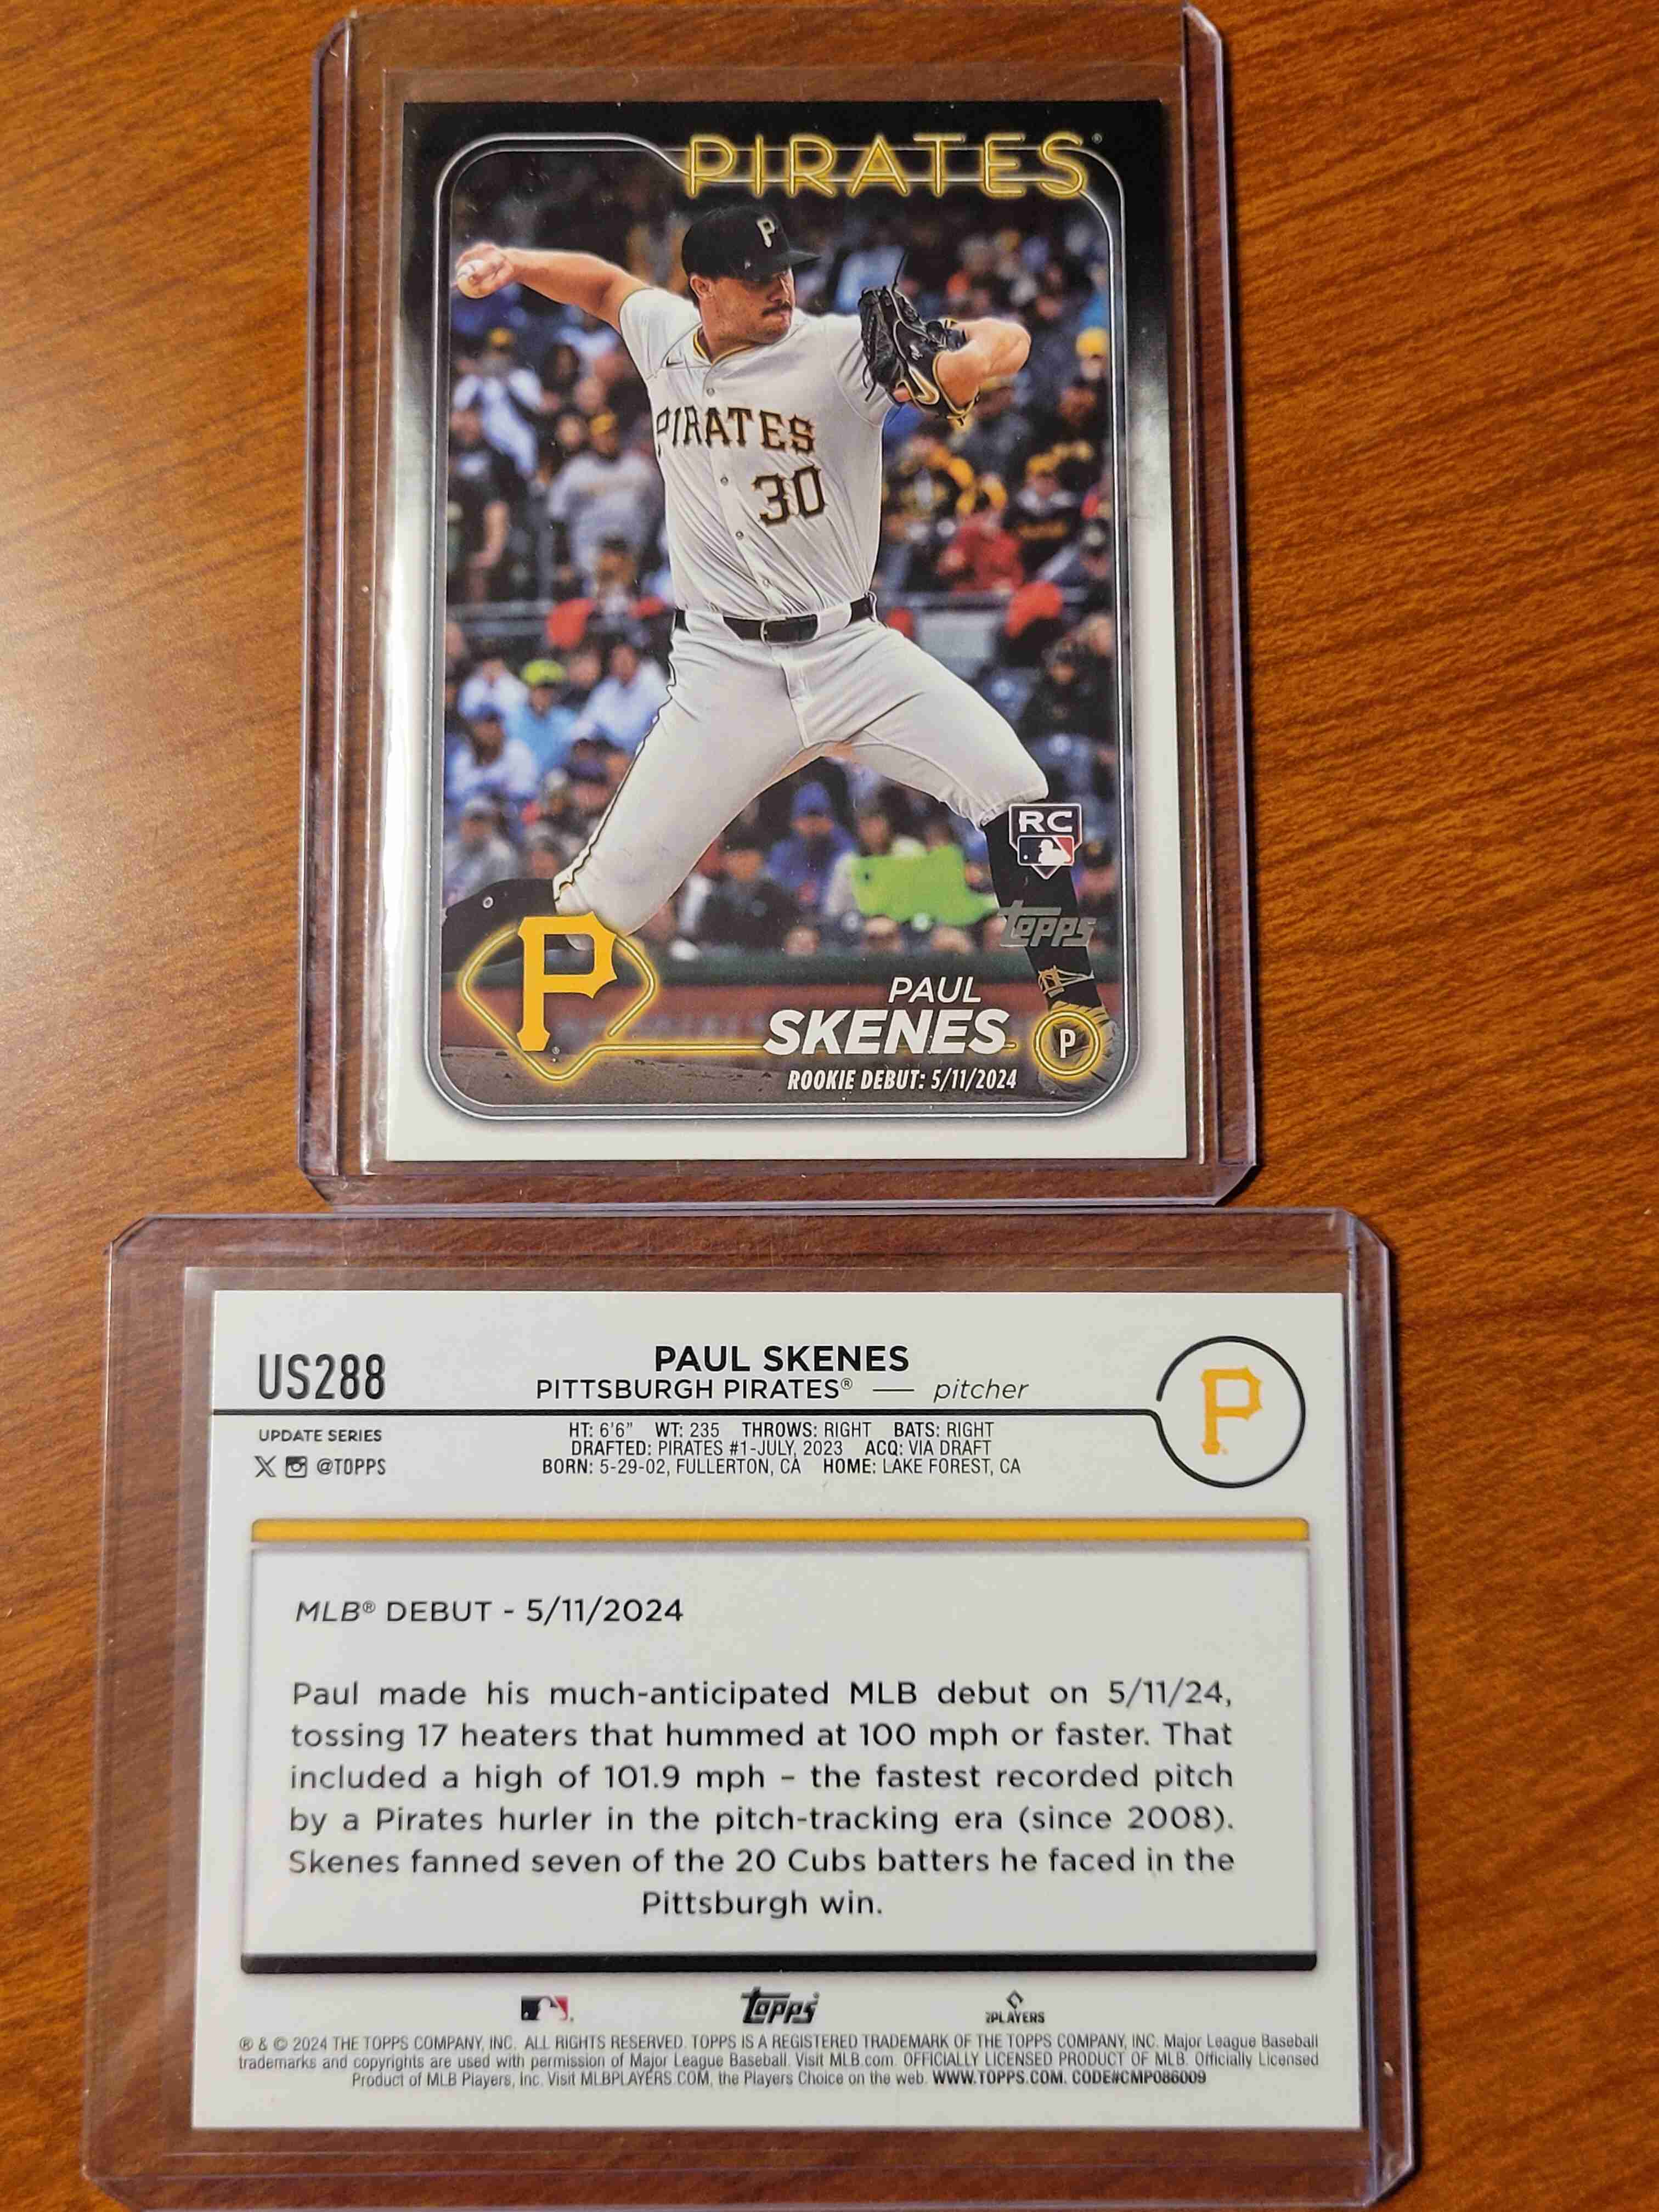 PIRATES®
P
PIRATES
30
RC
topps
P
PAUL
SKENES
P
ROOKIE DEBUT: 5/11/2024
US288
PAUL SKENES
PITTSBURGH PIRATES® — pitcher
P
UPDATE SERIES
X @TOPPS
HT: 6'6" WT: 235 THROWS: RIGHT BATS: RIGHT
DRAFTED: PIRATES #1-JULY, 2023 ACQ: VIA DRAFT
BORN: 5-29-02, FULLERTON, CA HOME: LAKE FOREST, CA
MLB® DEBUT - 5/11/2024
Paul made his much-anticipated MLB debut on 5/11/24,
tossing 17 heaters that hummed at 100 mph or faster. That
included a high of 101.9 mph – the fastest recorded pitch
by a Pirates hurler in the pitch-tracking era (since 2008).
Skenes fanned seven of the 20 Cubs batters he faced in the
Pittsburgh win.
topps
PLAYERS
® & © 2024 THE TOPPS COMPANY, INC. ALL RIGHTS RESERVED. TOPPS IS A REGISTERED TRADEMARK OF THE TOPPS COMPANY, INC. Major League Baseball
trademarks and copyrights are used with permission of Major League Baseball. Visit MLB.com. OFFICIALLY LICENSED PRODUCT OF MLB. Officially Licensed
Product of MLB Players, Inc. Visit MLBPLAYERS.COM, the Players Choice on the web. WWW.TOPPS.COM. CODE#CMP086009